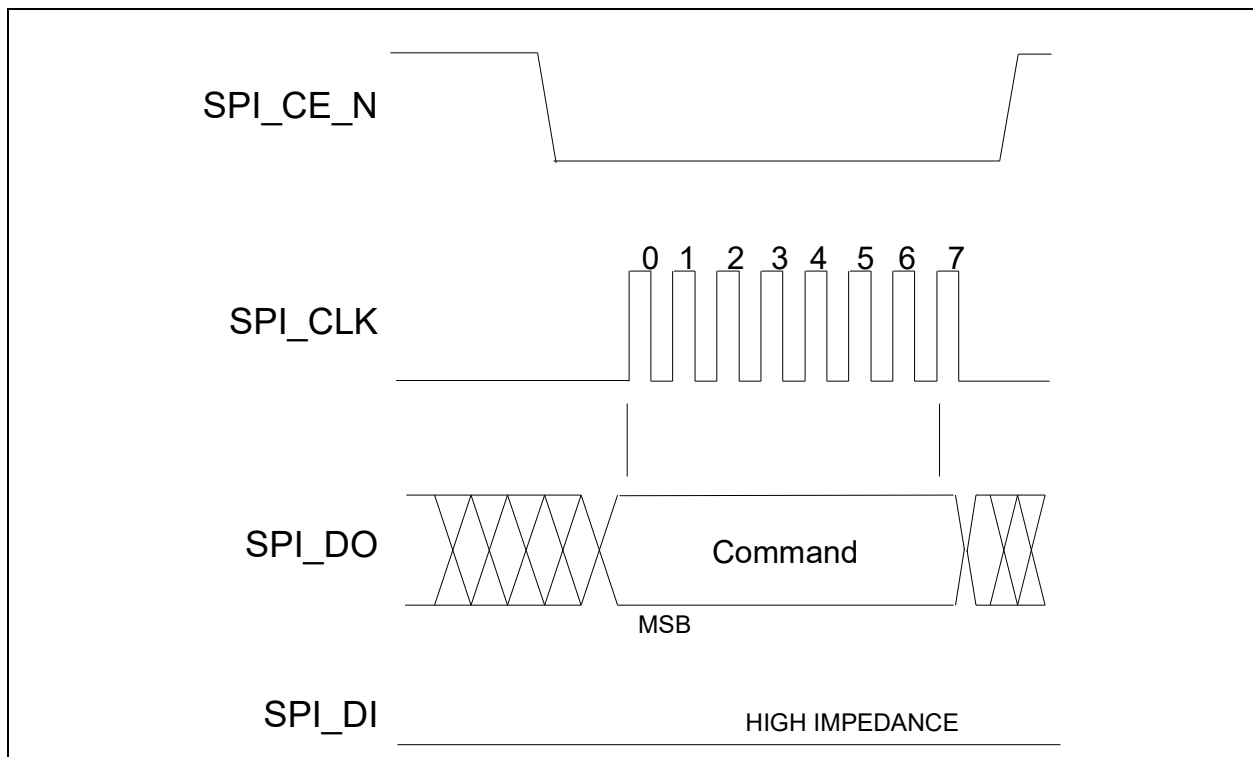 SPI_CE_N
0 1 2 3 4 5 6 7
SPI_CLK
SPI_DO
Command
MSB
SPI_DI
HIGH IMPEDANCE